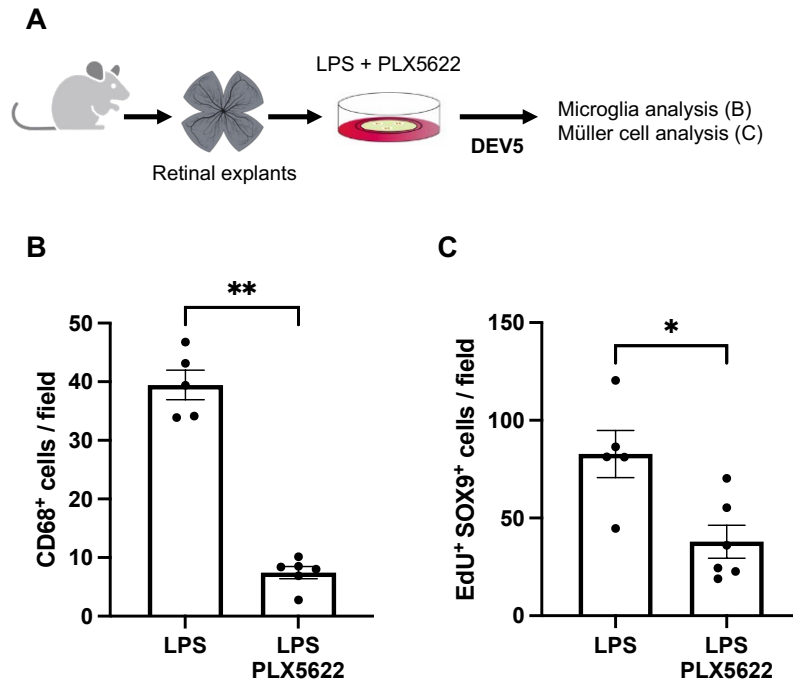 A
LPS + PLX5622
Retinal explants
DEV5
Microglia analysis (B)
Müller cell analysis (C)
B
**
CD68+ cells / field
50
40
30
20
10
0
LPS
LPS
PLX5622
C
*
EdU+ SOX9+ cells / field
150
100
50
0
LPS
LPS
PLX5622